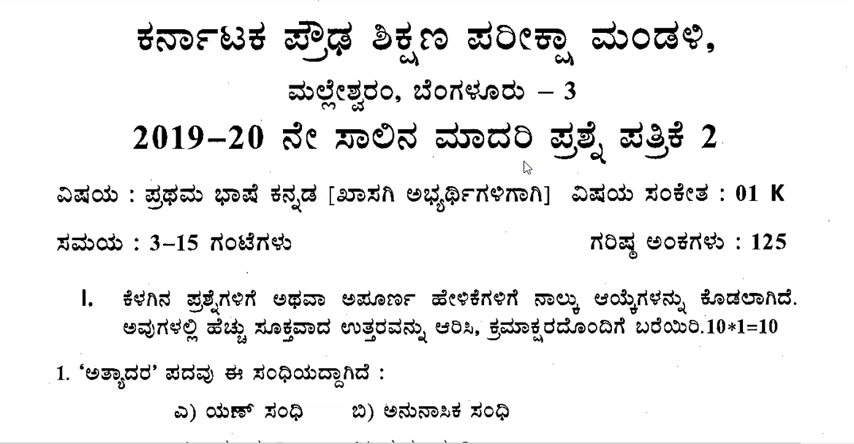 ಕರ್ನಾಟಕ ಪ್ರೌಢ ಶಿಕ್ಷಣ ಪರೀಕ್ಷಾ ಮಂಡಳಿ,
ಮಲ್ಲೇಶ್ವರಂ, ಬೆಂಗಳೂರು – 3
2019–20 ನೇ ಸಾಲಿನ ಮಾದರಿ ಪ್ರಶ್ನೆ ಪತ್ರಿಕೆ 2
ವಿಷಯ : ಪ್ರಥಮ ಭಾಷೆ ಕನ್ನಡ [ಖಾಸಗಿ ಅಭ್ಯರ್ಥಿಗಳಿಗಾಗಿ] ವಿಷಯ ಸಂಕೇತ : 01 K
ಸಮಯ : 3–15 ಗಂಟೆಗಳು ಗರಿಷ್ಠ ಅಂಕಗಳು : 125
I. ಕೆಳಗಿನ ಪ್ರಶ್ನೆಗಳಿಗೆ ಅಥವಾ ಅಪೂರ್ಣ ಹೇಳಿಕೆಗಳಿಗೆ ನಾಲ್ಕು ಆಯ್ಕೆಗಳನ್ನು ಕೊಡಲಾಗಿದೆ.
ಅವುಗಳಲ್ಲಿ ಹೆಚ್ಚು ಸೂಕ್ತವಾದ ಉತ್ತರವನ್ನು ಆರಿಸಿ, ಕ್ರಮಾಕ್ಷರದೊಂದಿಗೆ ಬರೆಯಿರಿ.10*1=10
1. ‘ಅತ್ಯಾದರ’ ಪದವು ಈ ಸಂಧಿಯದ್ದಾಗಿದೆ :
ಎ) ಯಣ್ ಸಂಧಿ ಬಿ) ಅನುನಾಸಿಕ ಸಂಧಿ